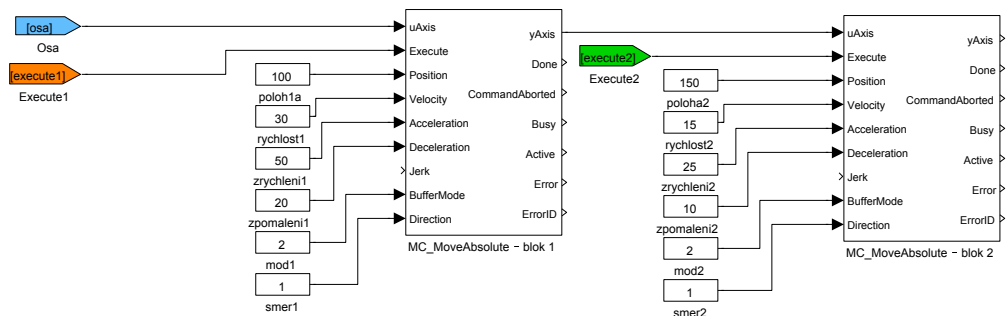 [osa]
Osa
[execute1]
Execute1
100
poloh1a
30
rychlost1
50
zrychleni1
20
zpomaleni1
2
mod1
1
smer1
uAxis
Execute
Position
Velocity
Acceleration
Deceleration
Jerk
BufferMode
Direction
yAxis
Done
CommandAborted
Busy
Active
Error
ErrorID
MC_MoveAbsolute - blok 1
[execute2]
Execute2
150
poloha2
15
rychlost2
25
zrychleni2
10
zpomaleni2
2
mod2
1
smer2
uAxis
Execute
Position
Velocity
Acceleration
Deceleration
Jerk
BufferMode
Direction
yAxis
Done
CommandAborted
Busy
Active
Error
ErrorID
MC_MoveAbsolute - blok 2